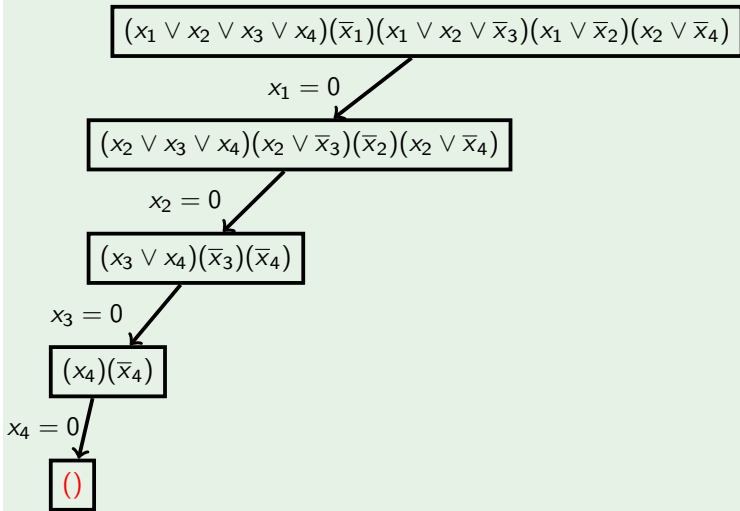 (x₁ ∨ x₂ ∨ x₃ ∨ x₄)(x̅₁)(x₁ ∨ x₂ ∨ x̅₃)(x₁ ∨ x̅₂)(x₂ ∨ x̅₄)
x₁ = 0
(x₂ ∨ x₃ ∨ x₄)(x₂ ∨ x̅₃)(x̅₂)(x₂ ∨ x̅₄)
x₂ = 0
(x₃ ∨ x₄)(x̅₃)(x̅₄)
x₃ = 0
(x₄)(x̅₄)
x₄ = 0
()